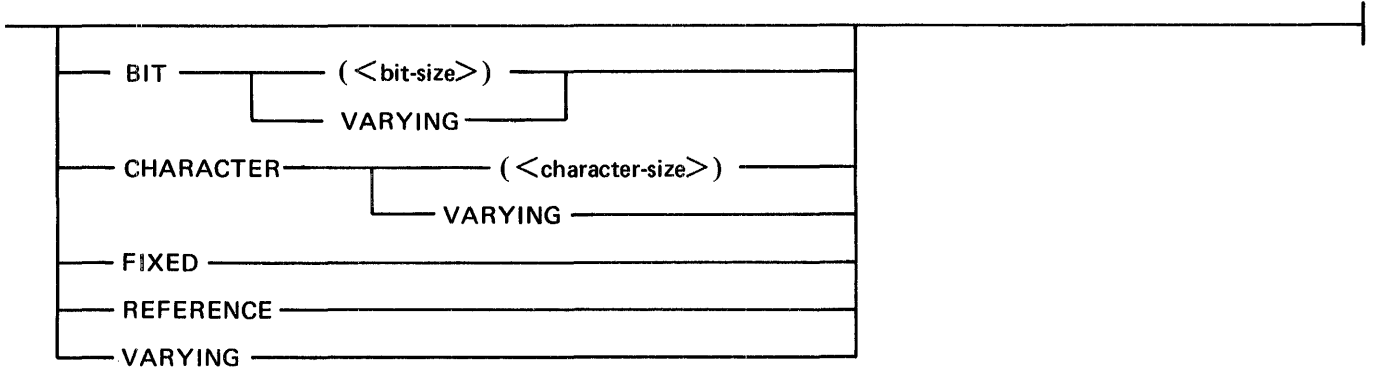 BIT (<bit-size>)
VARYING
CHARACTER (<character-size>)
VARYING
FIXED
REFERENCE
VARYING